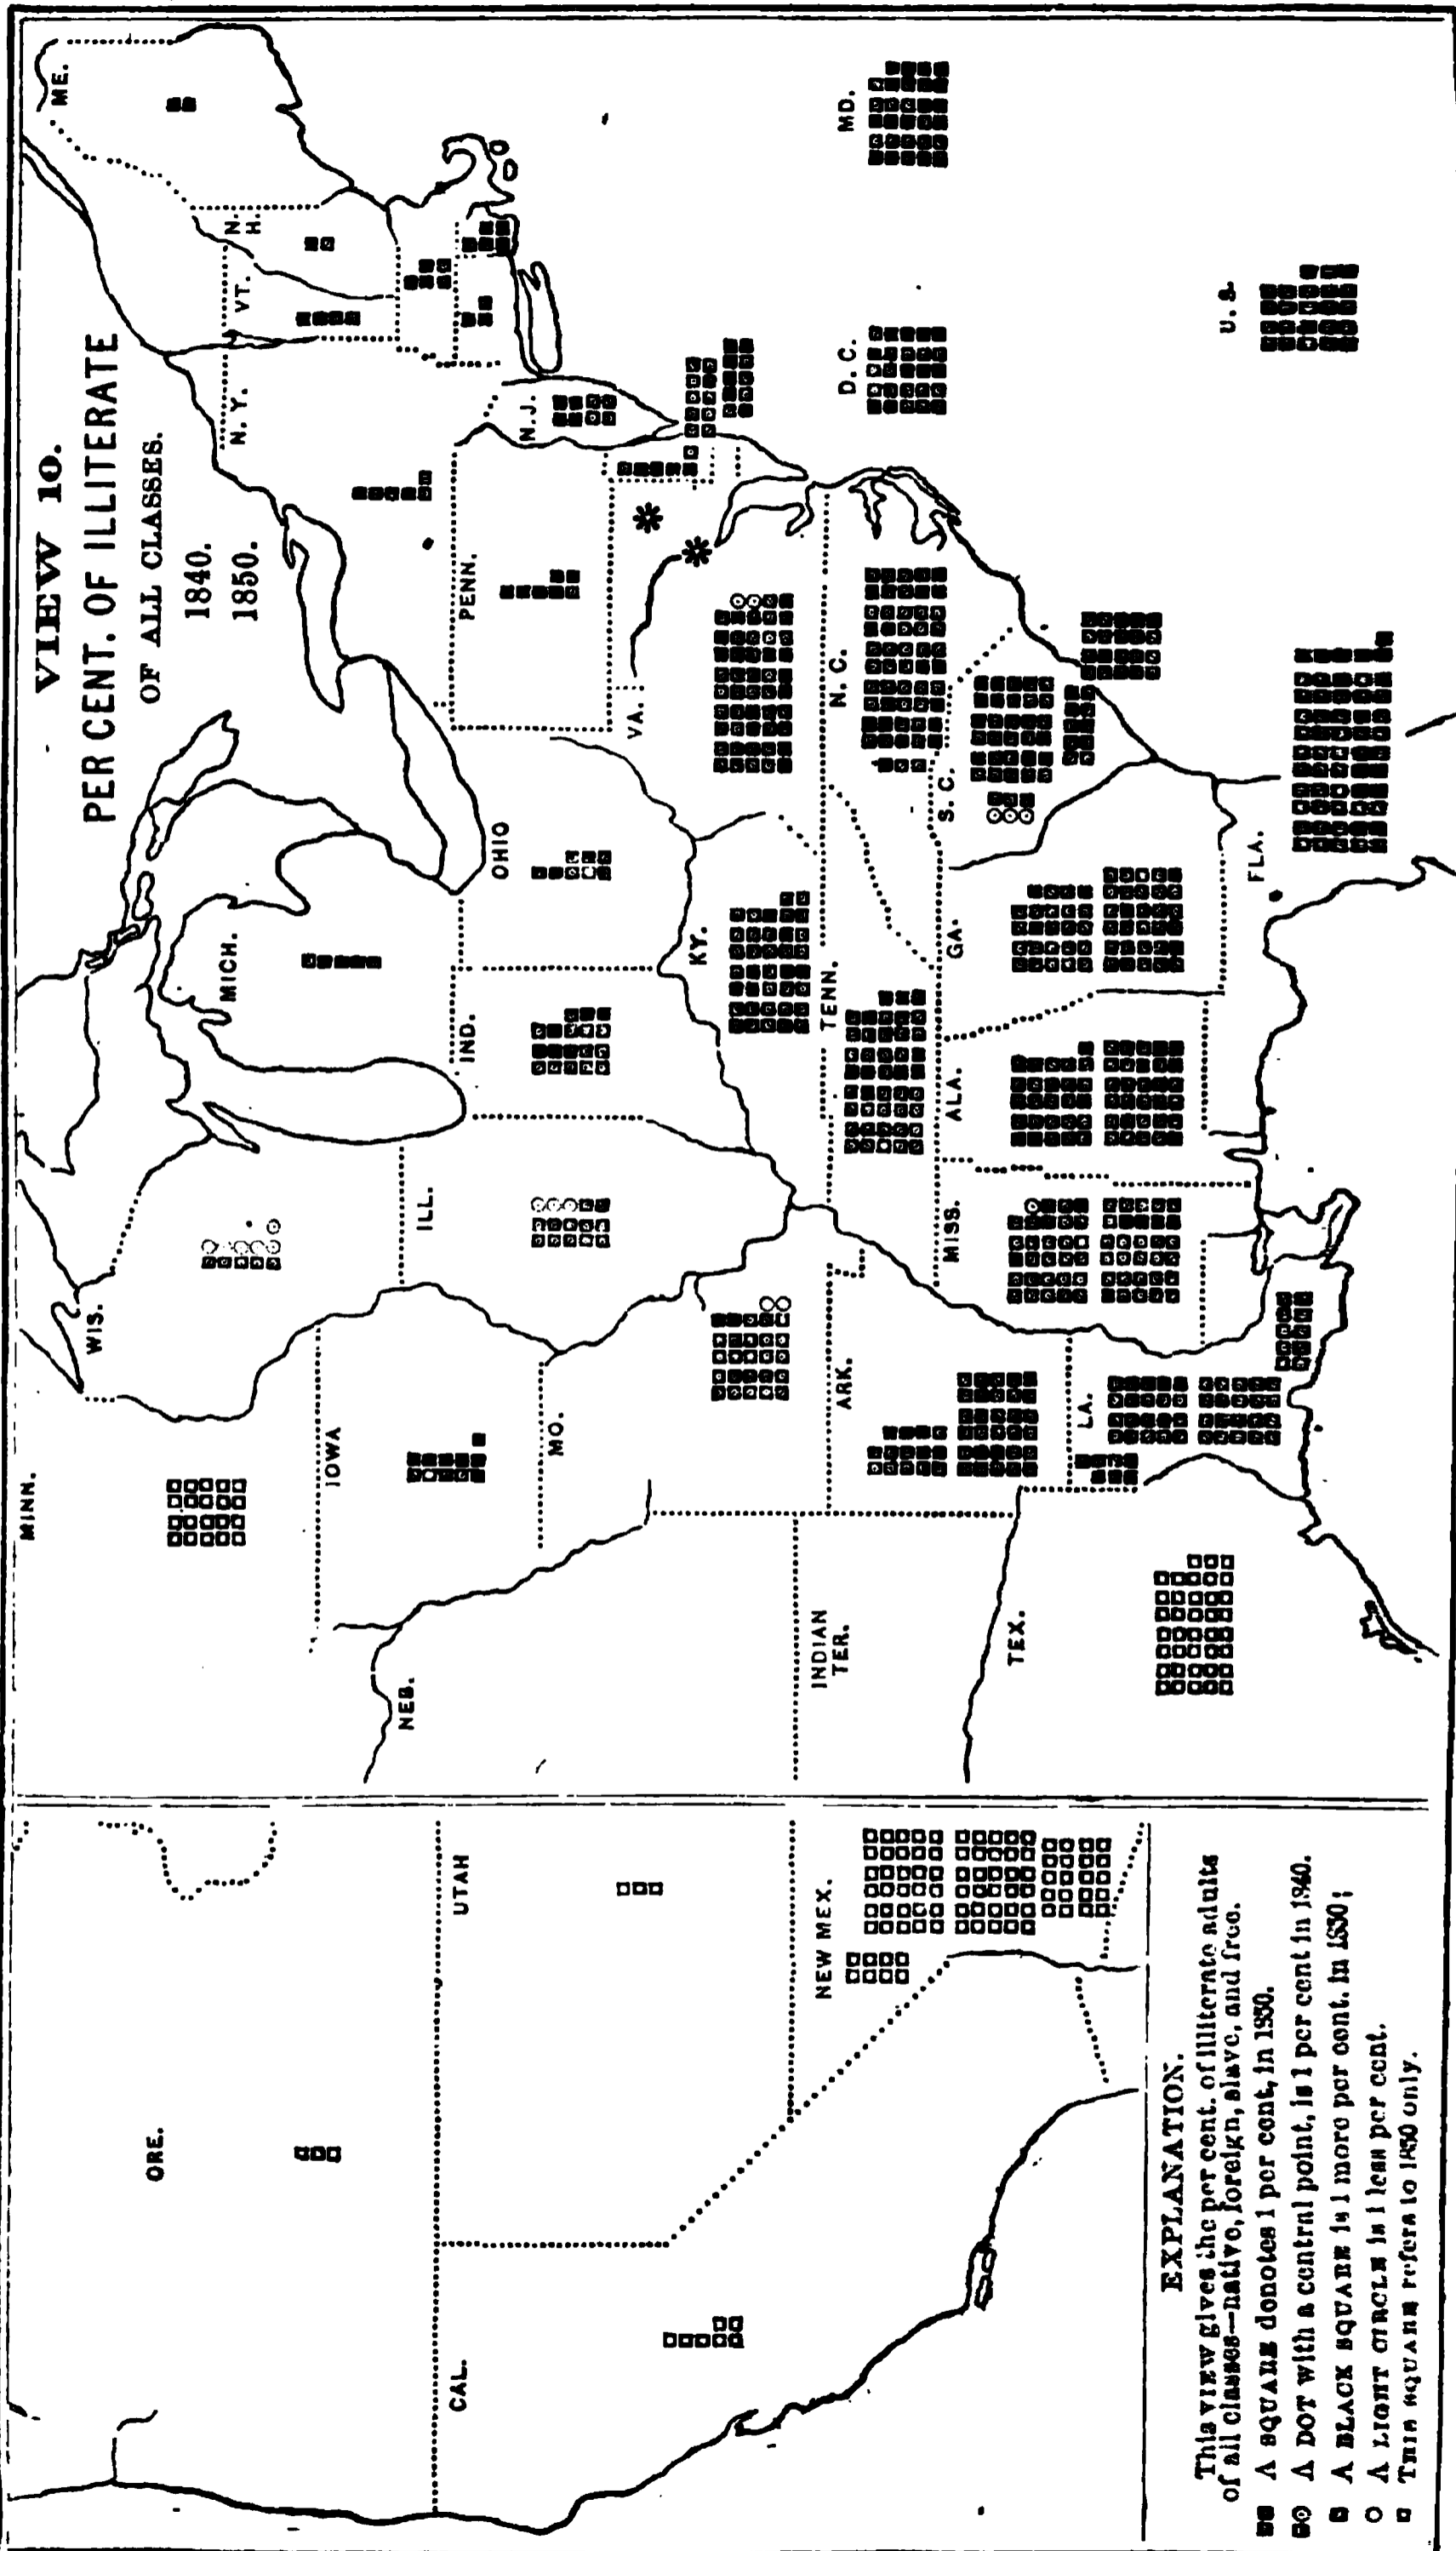 VIEW 10.
PER CENT. OF ILLITERATE
OF ALL CLASSES.
1840.
1850.
ME.
N.
H.
VT.
N. Y.
N.J.
PENN.
MD.
D. C.
U. S.
VA.
N. C.
S. C.
GA.
FLA.
OHIO
MICH.
IND.
KY.
TENN.
ALA.
MISS.
ILL.
WIS.
MINN.
IOWA
MO.
ARK.
LA.
NEB.
INDIAN
TER.
TEX.
ORE.
UTAH
CAL.
NEW MEX.
EXPLANATION.
This VIEW gives the per cent. of illiterate adults
of all classes—native, foreign, slave, and free.
A SQUARE donotes 1 per cent, in 1850.
A DOT with a central point, is 1 per cent in 1840.
A BLACK SQUARE is 1 more per cent. in 1850;
A LIGHT CIRCLE is 1 less per cent.
THIS SQUARE refers to 1850 only.